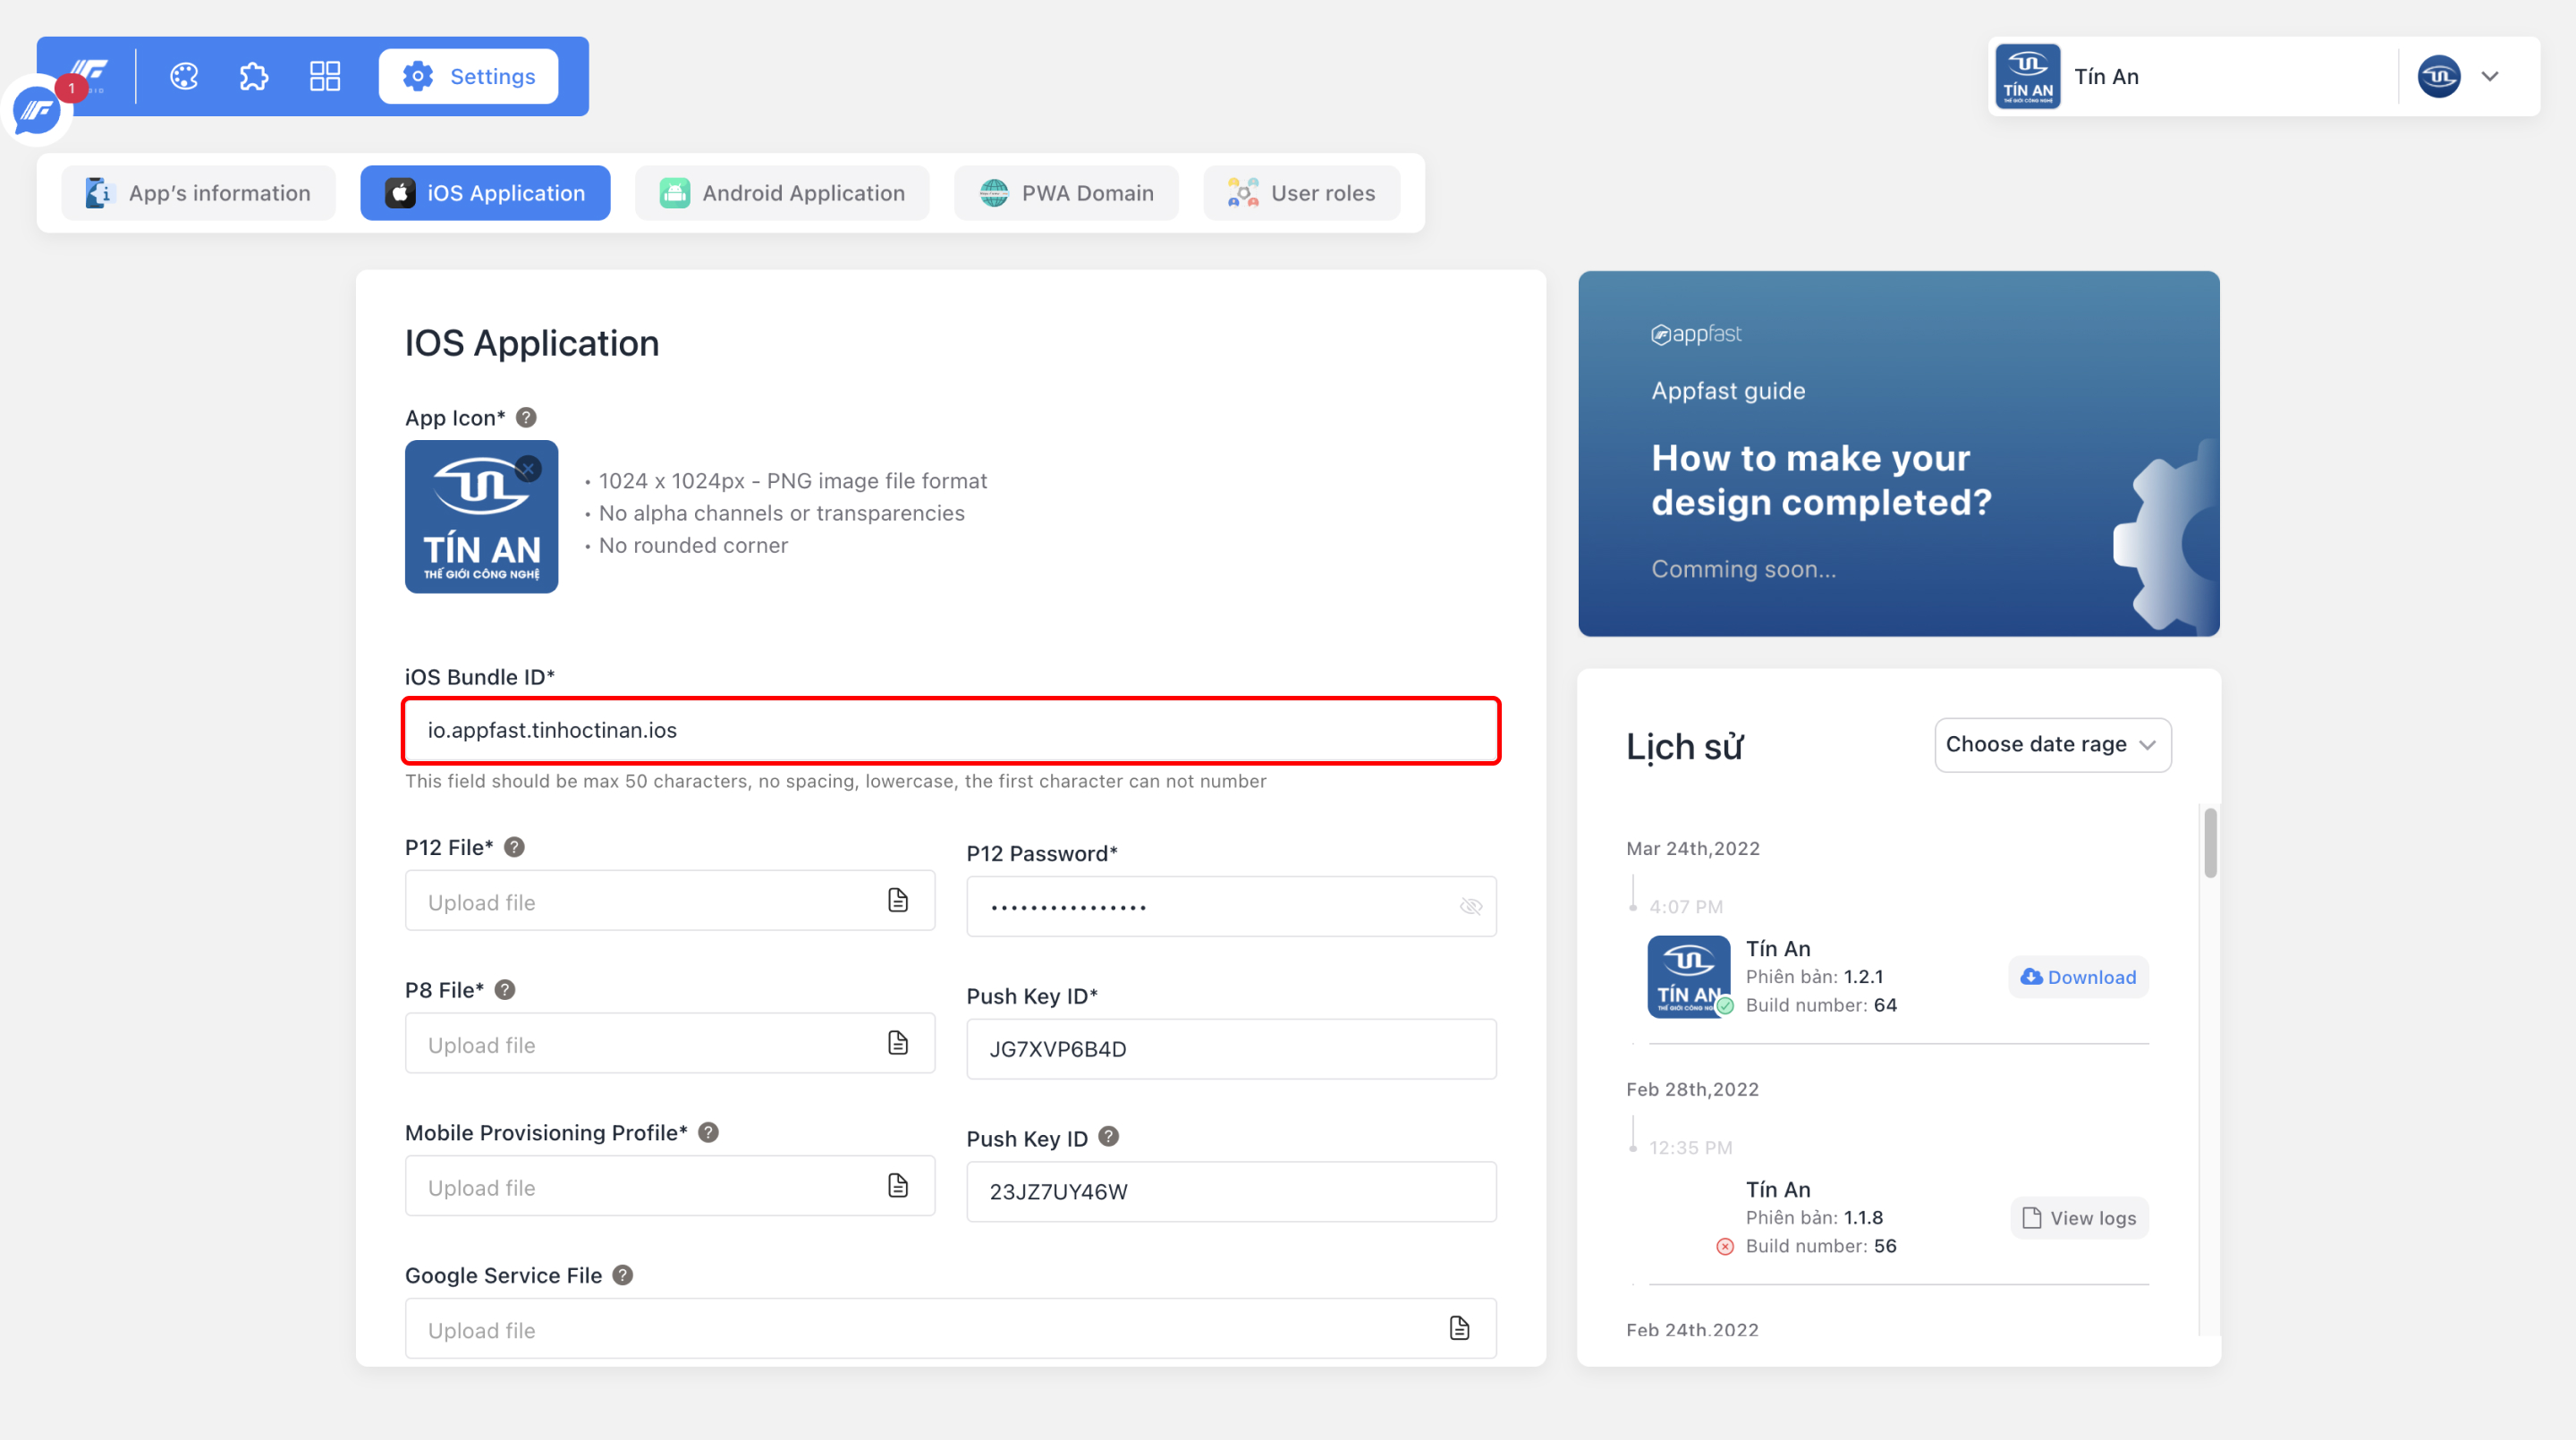 1
Settings
TÍN AN
THẾ GIỚI CÔNG NGHỆ
Tín An
App's information
iOS Application
Android Application
PWA Domain
User roles
IOS Application
App Icon*
TÍN AN
THẾ GIỚI CÔNG NGHỆ
• 1024 x 1024px - PNG image file format
• No alpha channels or transparencies
• No rounded corner
iOS Bundle ID*
io.appfast.tinhoctinan.ios
This field should be max 50 characters, no spacing, lowercase, the first character can not number
P12 File*
Upload file
P12 Password*
••••••••••••••••
P8 File*
Upload file
Push Key ID*
JG7XVP6B4D
Mobile Provisioning Profile*
Upload file
Push Key ID
23JZ7UY46W
Google Service File
Upload file
appfast
Appfast guide
How to make your
design completed?
Comming soon...
Lịch sử
Choose date rage
Mar 24th,2022
4:07 PM
TÍN AN
Tín An
Phiên bản: 1.2.1
Build number: 64
Download
Feb 28th,2022
12:35 PM
Tín An
Phiên bản: 1.1.8
Build number: 56
View logs
Feb 24th,2022